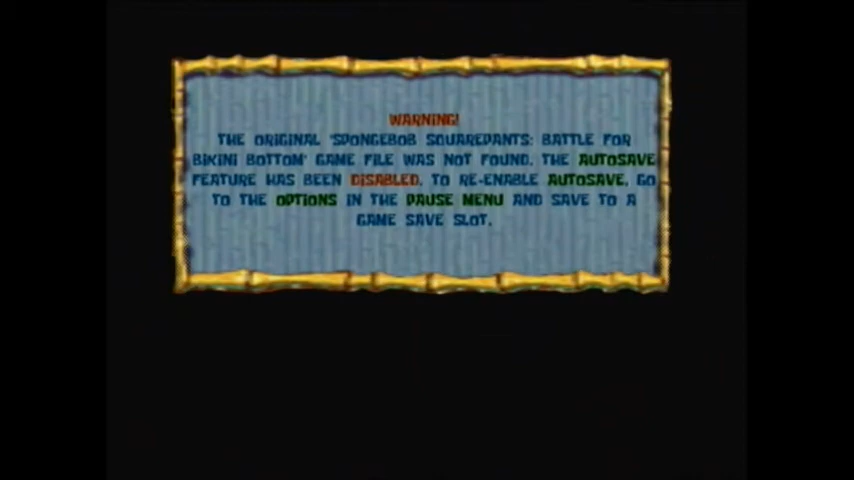 WARNING!
THE ORIGINAL 'SPONGEBOB SQUAREPANTS: BATTLE FOR
BIKINI BOTTOM' GAME FILE WAS NOT FOUND. THE AUTOSAVE
FEATURE HAS BEEN DISABLED. TO RE-ENABLE AUTOSAVE, GO
TO THE OPTIONS IN THE PAUSE MENU AND SAVE TO A
GAME SAVE SLOT.